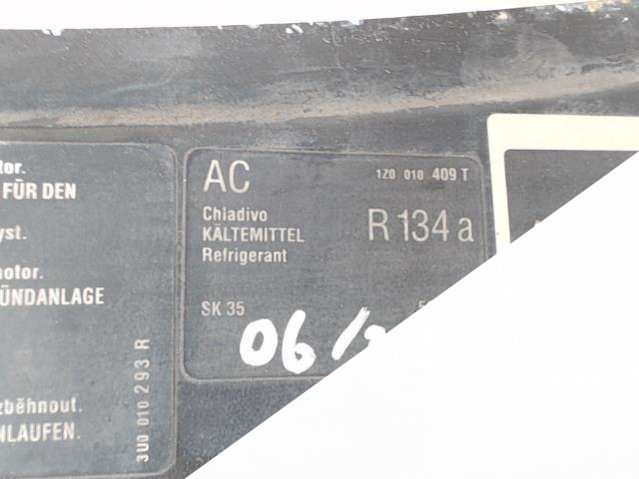 tor.
FÜR DEN
yst.
notor.
ÜNDANLAGE
zběhnout.
NLAUFEN.
3U0 010 293 R
AC
1Z0 010 409 T
Chladivo
KÄLTEMITTEL
Refrigerant
R 134 a
SK 35
06/